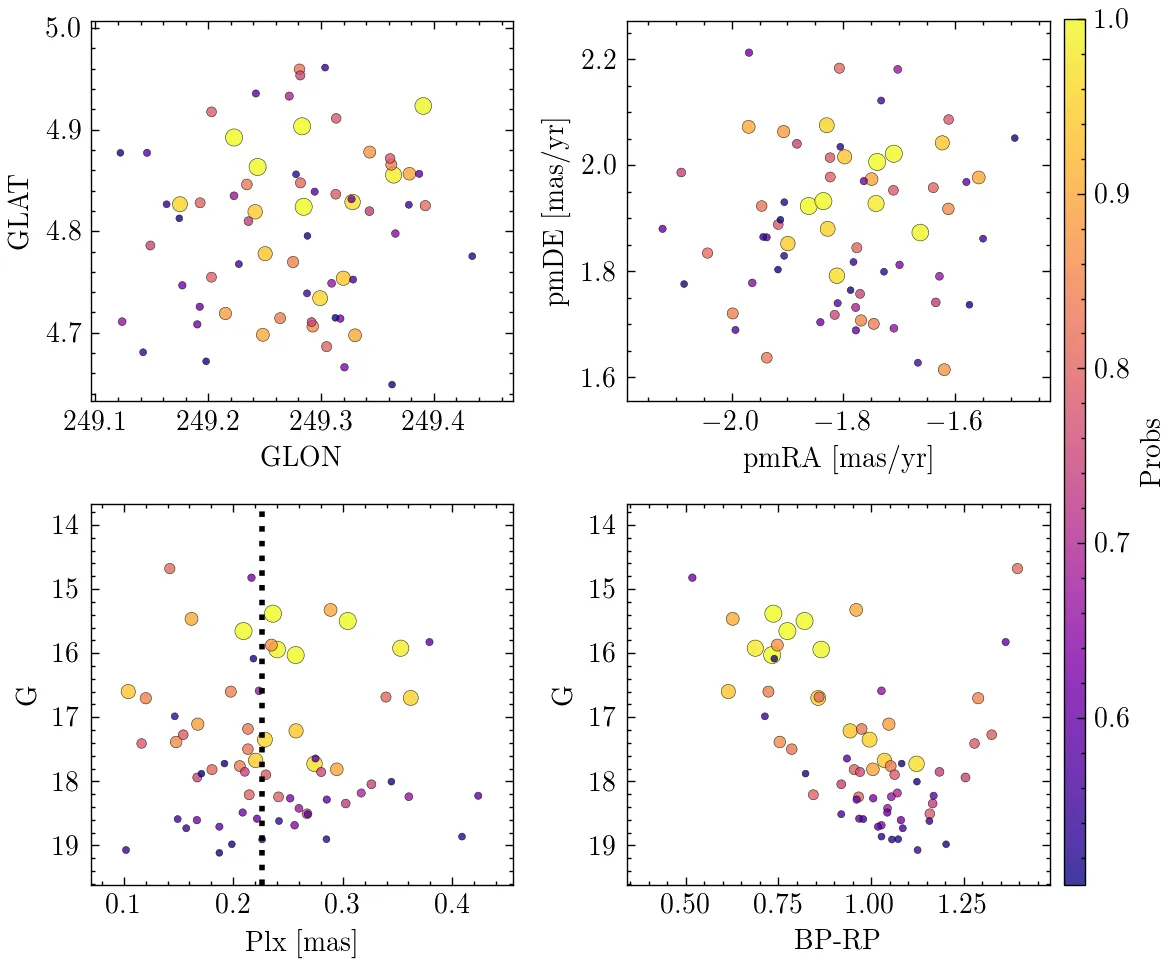 5.0
4.9
4.8
4.7
GLAT
249.1 249.2 249.3 249.4
GLON
2.2
2.0
1.8
1.6
pmDE [mas/yr]
−2.0 −1.8 −1.6
pmRA [mas/yr]
14
15
16
17
18
19
G
0.1 0.2 0.3 0.4
Plx [mas]
14
15
16
17
18
19
G
0.50 0.75 1.00 1.25
BP-RP
1.0
0.9
0.8
0.7
0.6
Probs